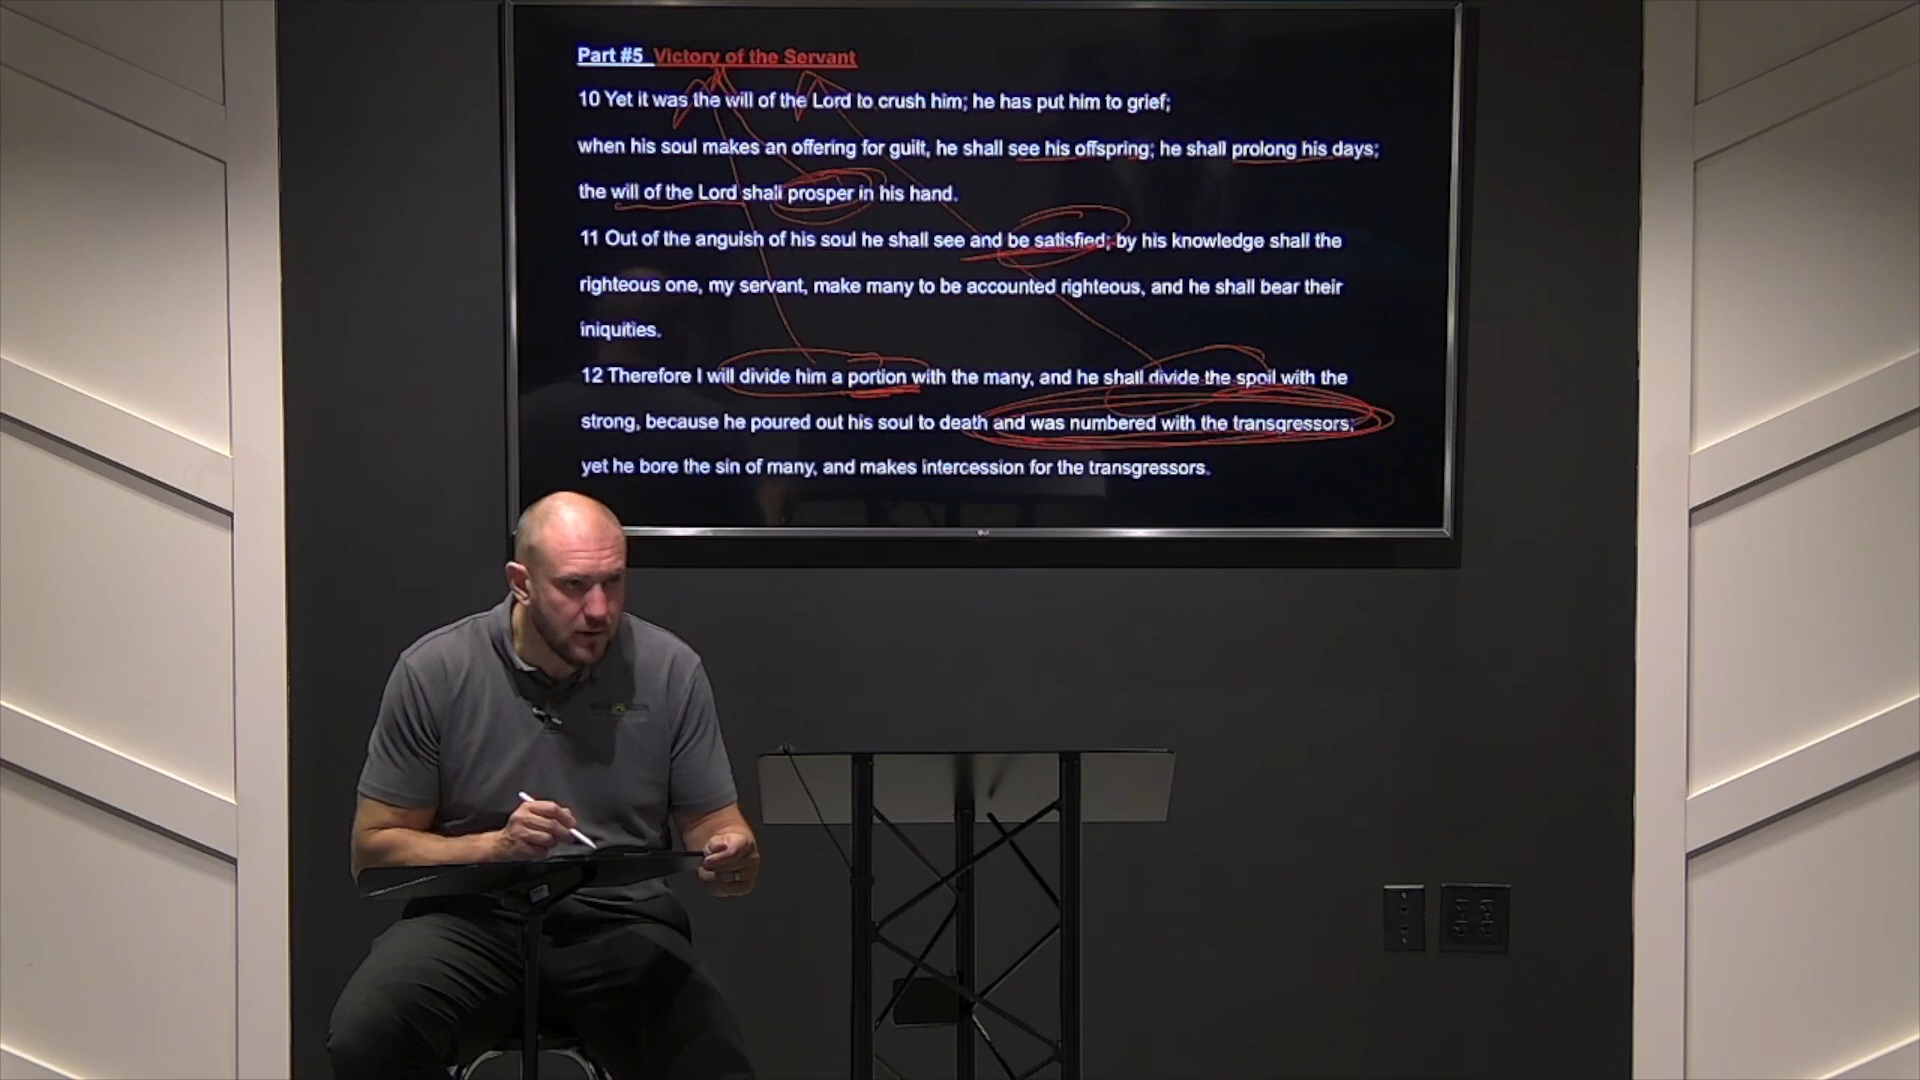 Part #5 Victory of the Servant
10 Yet it was the will of the Lord to crush him; he has put him to grief;
when his soul makes an offering for guilt, he shall see his offspring; he shall prolong his days;
the will of the Lord shall prosper in his hand.
11 Out of the anguish of his soul he shall see and be satisfied; by his knowledge shall the
righteous one, my servant, make many to be accounted righteous, and he shall bear their
iniquities.
12 Therefore I will divide him a portion with the many, and he shall divide the spoil with the
strong, because he poured out his soul to death and was numbered with the transgressors;
yet he bore the sin of many, and makes intercession for the transgressors.